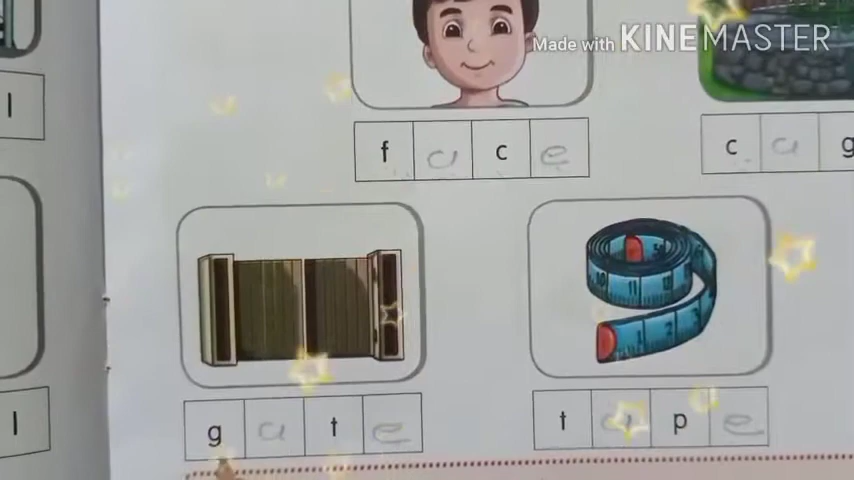 Made with KINEMASTER
l
f a c e
c a g
g a t e
t a p e
l